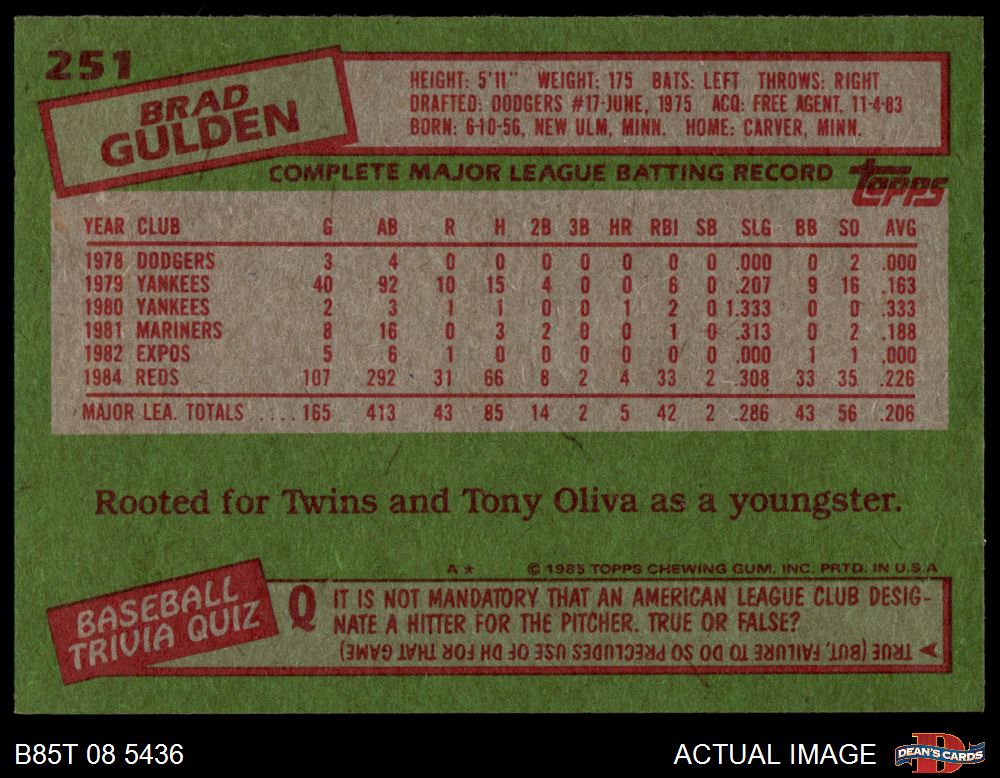 251
BRAD
GULDEN
HEIGHT: 5'11" WEIGHT: 175 BATS: LEFT THROWS: RIGHT
DRAFTED: DODGERS #17-JUNE, 1975 ACQ: FREE AGENT, 11-4-83
BORN: 6-10-56, NEW ULM, MINN. HOME: CARVER, MINN.
COMPLETE MAJOR LEAGUE BATTING RECORD
topps
YEAR CLUB G AB R H 2B 3B HR RBI SB SLG BB SO AVG
1978 DODGERS 3 4 0 0 0 0 0 0 0 .000 0 2 .000
1979 YANKEES 40 92 10 15 4 0 0 6 0 .207 9 16 .163
1980 YANKEES 2 3 1 1 0 0 1 2 0 1.333 0 0 .333
1981 MARINERS 8 16 0 3 2 0 0 1 0 .313 0 2 .188
1982 EXPOS 5 6 1 0 0 0 0 0 0 .000 1 1 .000
1984 REDS 107 292 31 66 8 2 4 33 2 .308 33 35 .226
MAJOR LEA. TOTALS .... 165 413 43 85 14 2 5 42 2 .286 43 56 .206
Rooted for Twins and Tony Oliva as a youngster.
A* © 1985 TOPPS CHEWING GUM, INC. PRTD. IN U.S.A
BASEBALL
TRIVIA QUIZ
Q IT IS NOT MANDATORY THAT AN AMERICAN LEAGUE CLUB DESIG-
NATE A HITTER FOR THE PITCHER. TRUE OR FALSE?
TRUE (BUT, FAILURE TO DO SO PRECLUDES USE OF DH FOR THAT GAME)
B85T 08 5436
ACTUAL IMAGE
DEAN'S CARDS